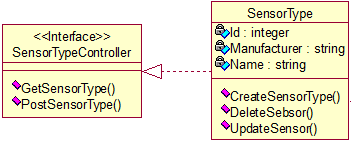 <<Interface>>
SensorTypeController
GetSensorType()
PostSensorType()
SensorType
Id : integer
Manufacturer : string
Name : string
CreateSensorType()
DeleteSebsor()
UpdateSensor()